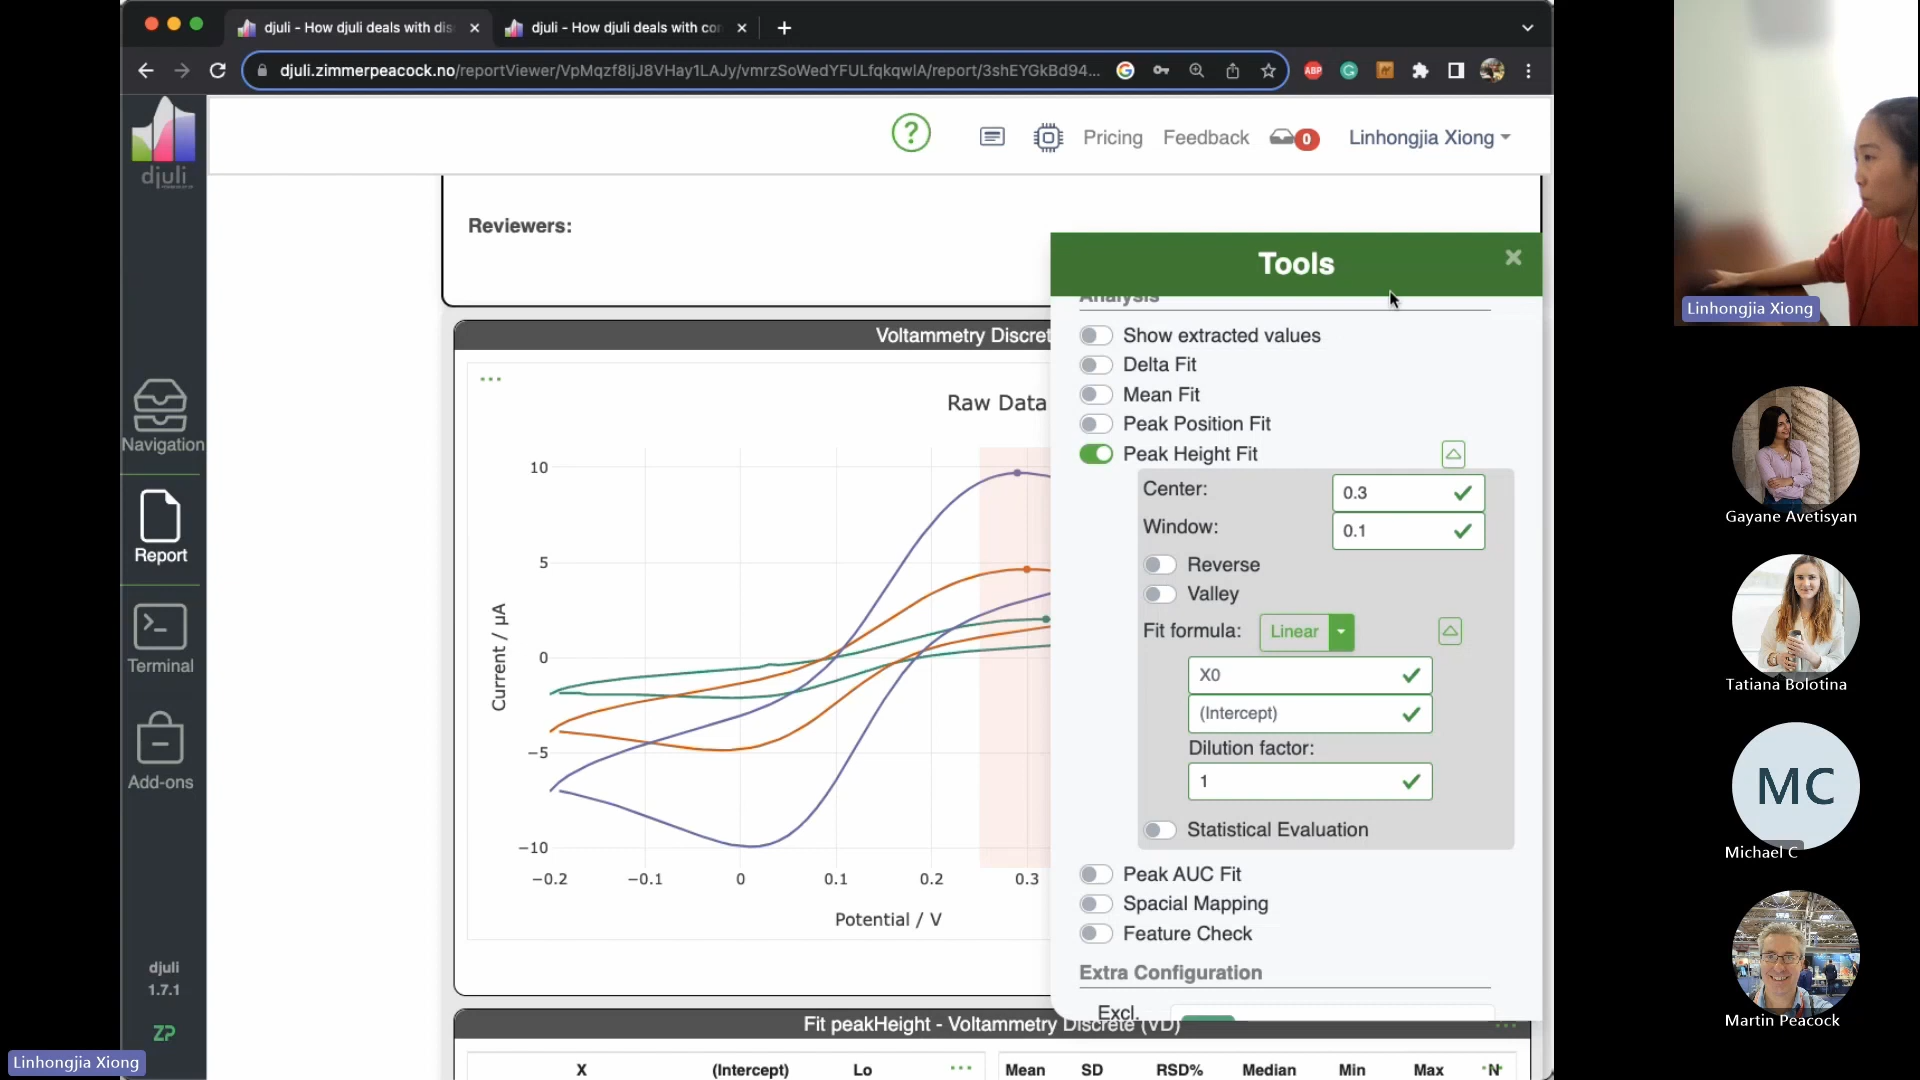 djuli - How djuli deals with dis
djuli - How djuli deals with cor
djuli.zimmerpeacock.no/reportViewer/VpMqzf8IjJ8VHay1LAJy/vmrzSoWedYFULfqkqwIA/report/3shEYGkBd94...
ABP
djuli
?
Pricing
Feedback
0
Linhongjia Xiong
Navigation
Report
Terminal
Add-ons
djuli
1.7.1
ZP
Linhongjia Xiong
Reviewers:
Voltammetry Discret
Raw Data
10
5
0
−5
−10
Current / μA
−0.2
−0.1
0
0.1
0.2
0.3
Potential / V
Fit peakHeight - Voltammetry Discrete (VD)
X
(Intercept)
Lo
Mean
SD
RSD%
Median
Min
Max
N
Tools
Analysis
Show extracted values
Delta Fit
Mean Fit
Peak Position Fit
Peak Height Fit
Center:
0.3
Window:
0.1
Reverse
Valley
Fit formula:
Linear
X0
(Intercept)
Dilution factor:
1
Statistical Evaluation
Peak AUC Fit
Spacial Mapping
Feature Check
Extra Configuration
Excl.
Linhongjia Xiong
Gayane Avetisyan
Tatiana Bolotina
MC
Michael C
Martin Peacock